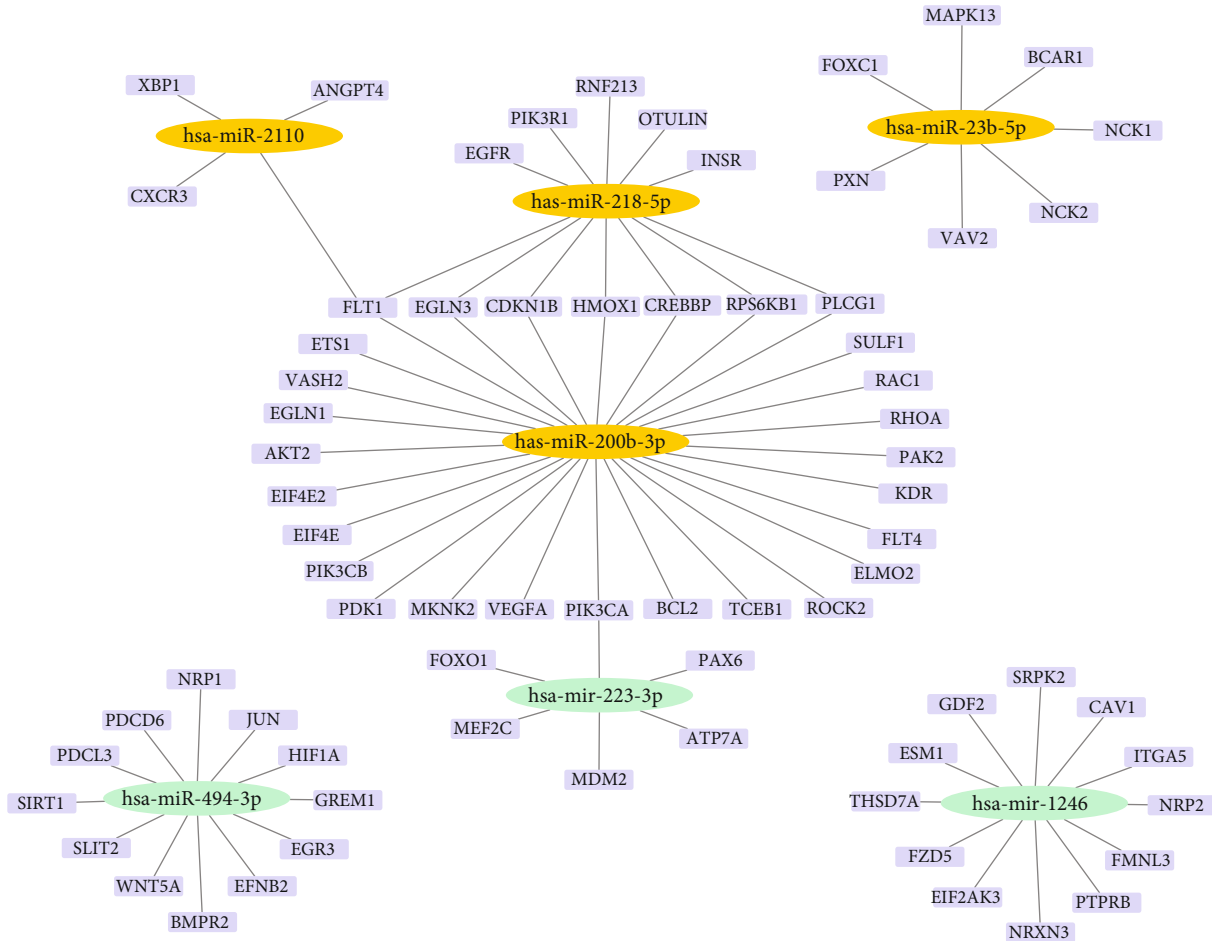 MAPK13
FOXC1
BCAR1
hsa-miR-23b-5p
NCK1
PXN
NCK2
VAV2
XBP1
ANGPT4
hsa-miR-2110
CXCR3
RNF213
PIK3R1
OTULIN
EGFR
INSR
has-miR-218-5p
FLT1
EGLN3
CDKN1B
HMOX1
CREBBP
RPS6KB1
PLCG1
ETS1
SULF1
VASH2
RAC1
EGLN1
RHOA
has-miR-200b-3p
AKT2
PAK2
EIF4E2
KDR
EIF4E
FLT4
PIK3CB
ELMO2
PDK1
MKNK2
VEGFA
PIK3CA
BCL2
TCEB1
ROCK2
FOXO1
PAX6
hsa-mir-223-3p
MEF2C
ATP7A
MDM2
NRP1
PDCD6
JUN
PDCL3
HIF1A
hsa-miR-494-3p
SIRT1
GREM1
SLIT2
EGR3
WNT5A
EFNB2
BMPR2
SRPK2
GDF2
CAV1
ESM1
ITGA5
THSD7A
hsa-mir-1246
NRP2
FZD5
FMNL3
EIF2AK3
PTPRB
NRXN3